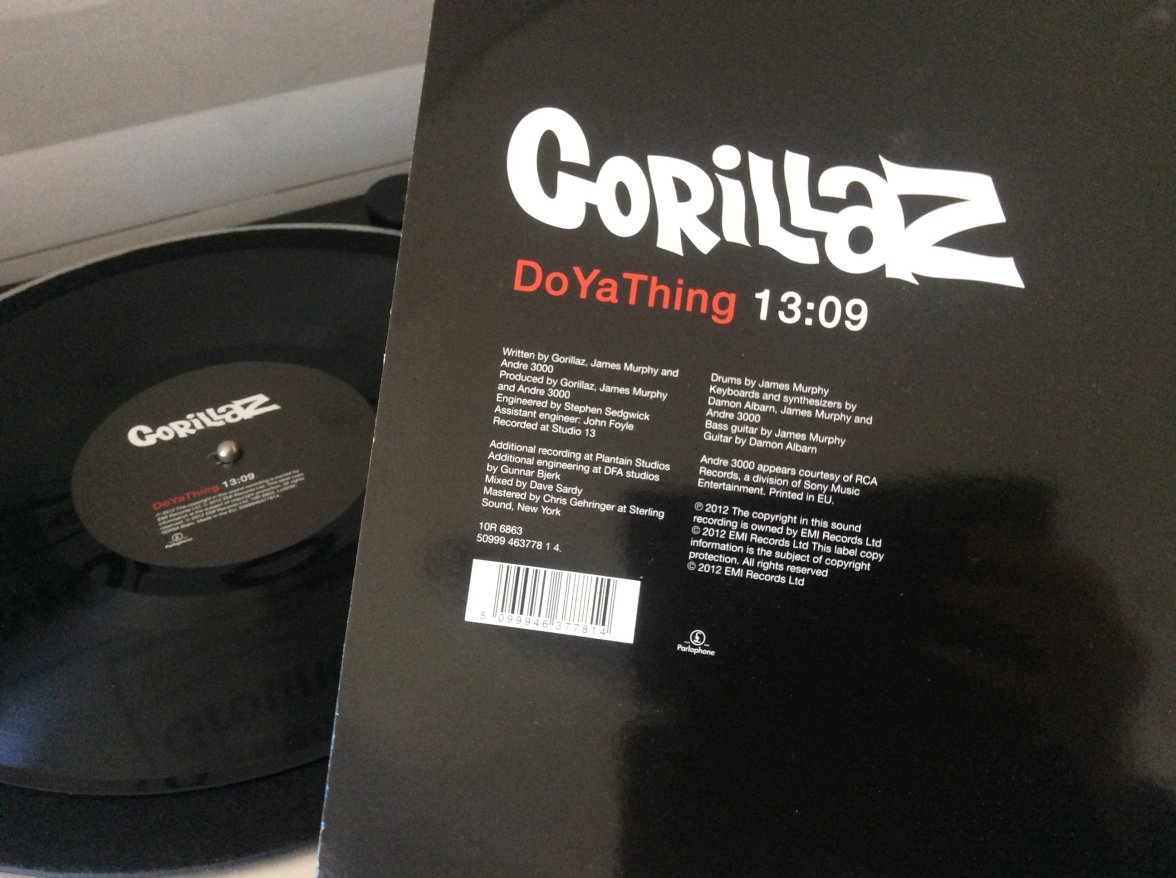 GORILLAZ
DoYaThing 13:09
Written by Gorillaz, James Murphy and
Andre 3000
Produced by Gorillaz, James Murphy
and Andre 3000
Engineered by Stephen Sedgwick
Assistant engineer: John Foyle
Recorded at Studio 13
Additional recording at Plantain Studios
Additional engineering at DFA studios
by Gunnar Bjerk
Mixed by Dave Sardy
Mastered by Chris Gehringer at Sterling
Sound, New York
10R 6863
50999 463778 1 4.
5 099946 377814
Drums by James Murphy
Keyboards and synthesizers by
Damon Albarn, James Murphy and
Andre 3000
Bass guitar by James Murphy
Guitar by Damon Albarn
Andre 3000 appears courtesy of RCA
Records, a division of Sony Music
Entertainment. Printed in EU.
℗ 2012 The copyright in this sound
recording is owned by EMI Records Ltd
© 2012 EMI Records Ltd This label copy
information is the subject of copyright
protection. All rights reserved
© 2012 EMI Records Ltd
Parlophone
GORILLAZ
DoYaThing 13:09
Parlophone